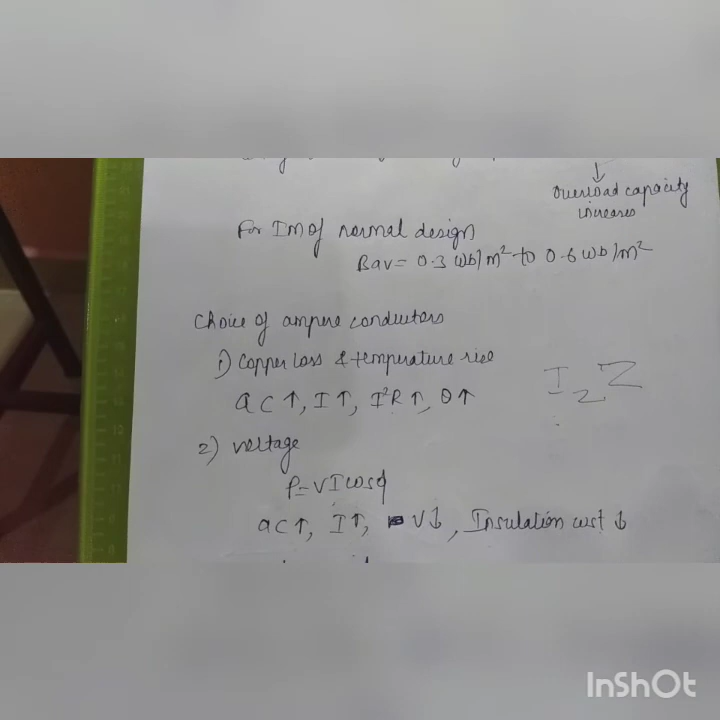 overload capacity
increases
For IM of normal design
Bav = 0.3 Wb/m² to 0.6 Wb/m²
Choice of ampere conductors
1) Copper loss & temperature rise
ac↑, I↑, I²R↑, θ↑
I_z Z
2) Voltage
P = VI cosφ
ac↑, I↑, V↓, Insulation cost ↓
InShOt